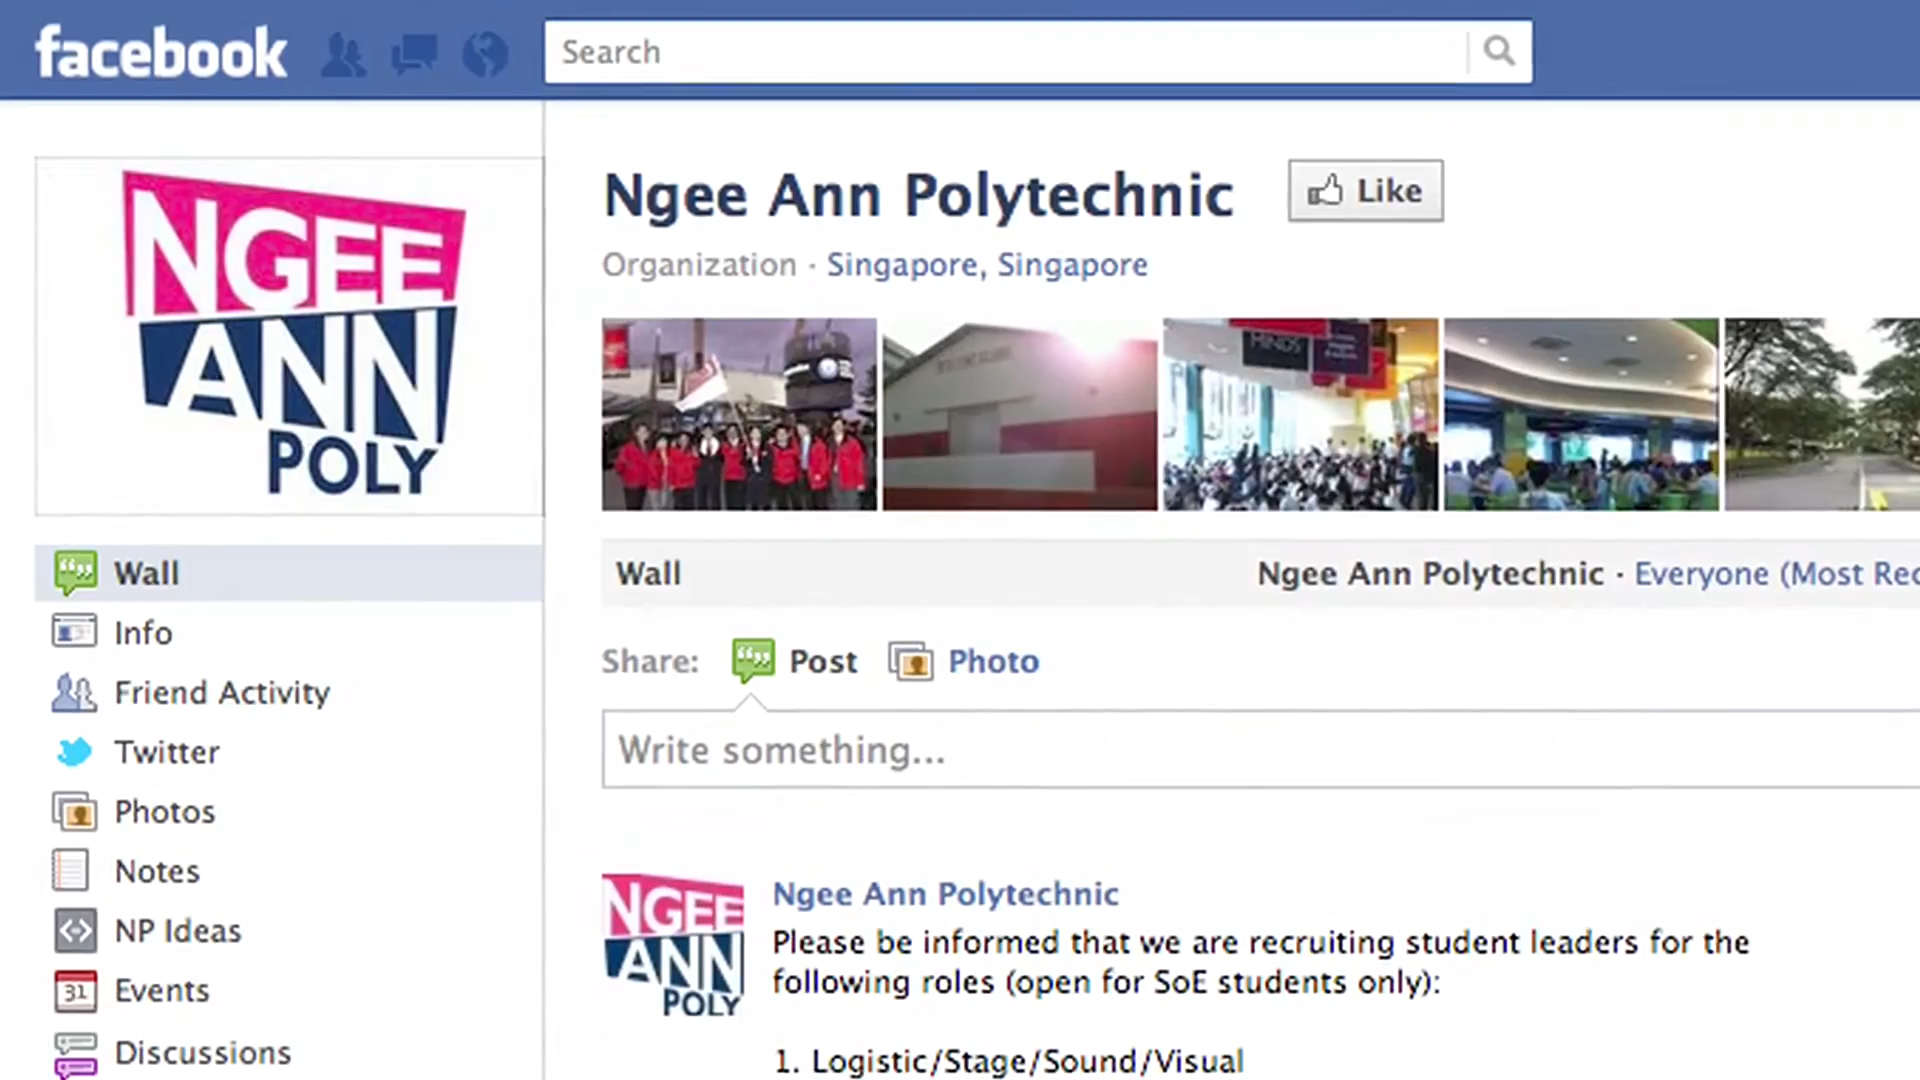 facebook
Search
NGEE
ANN
POLY
Ngee Ann Polytechnic
Like
Organization · Singapore, Singapore
MINDS
Wall
Info
Friend Activity
Twitter
Photos
Notes
NP Ideas
31 Events
Discussions
Wall
Ngee Ann Polytechnic · Everyone (Most Rec
Share: Post Photo
Write something...
NGEE
ANN
POLY
Ngee Ann Polytechnic
Please be informed that we are recruiting student leaders for the
following roles (open for SoE students only):
1. Logistic/Stage/Sound/Visual